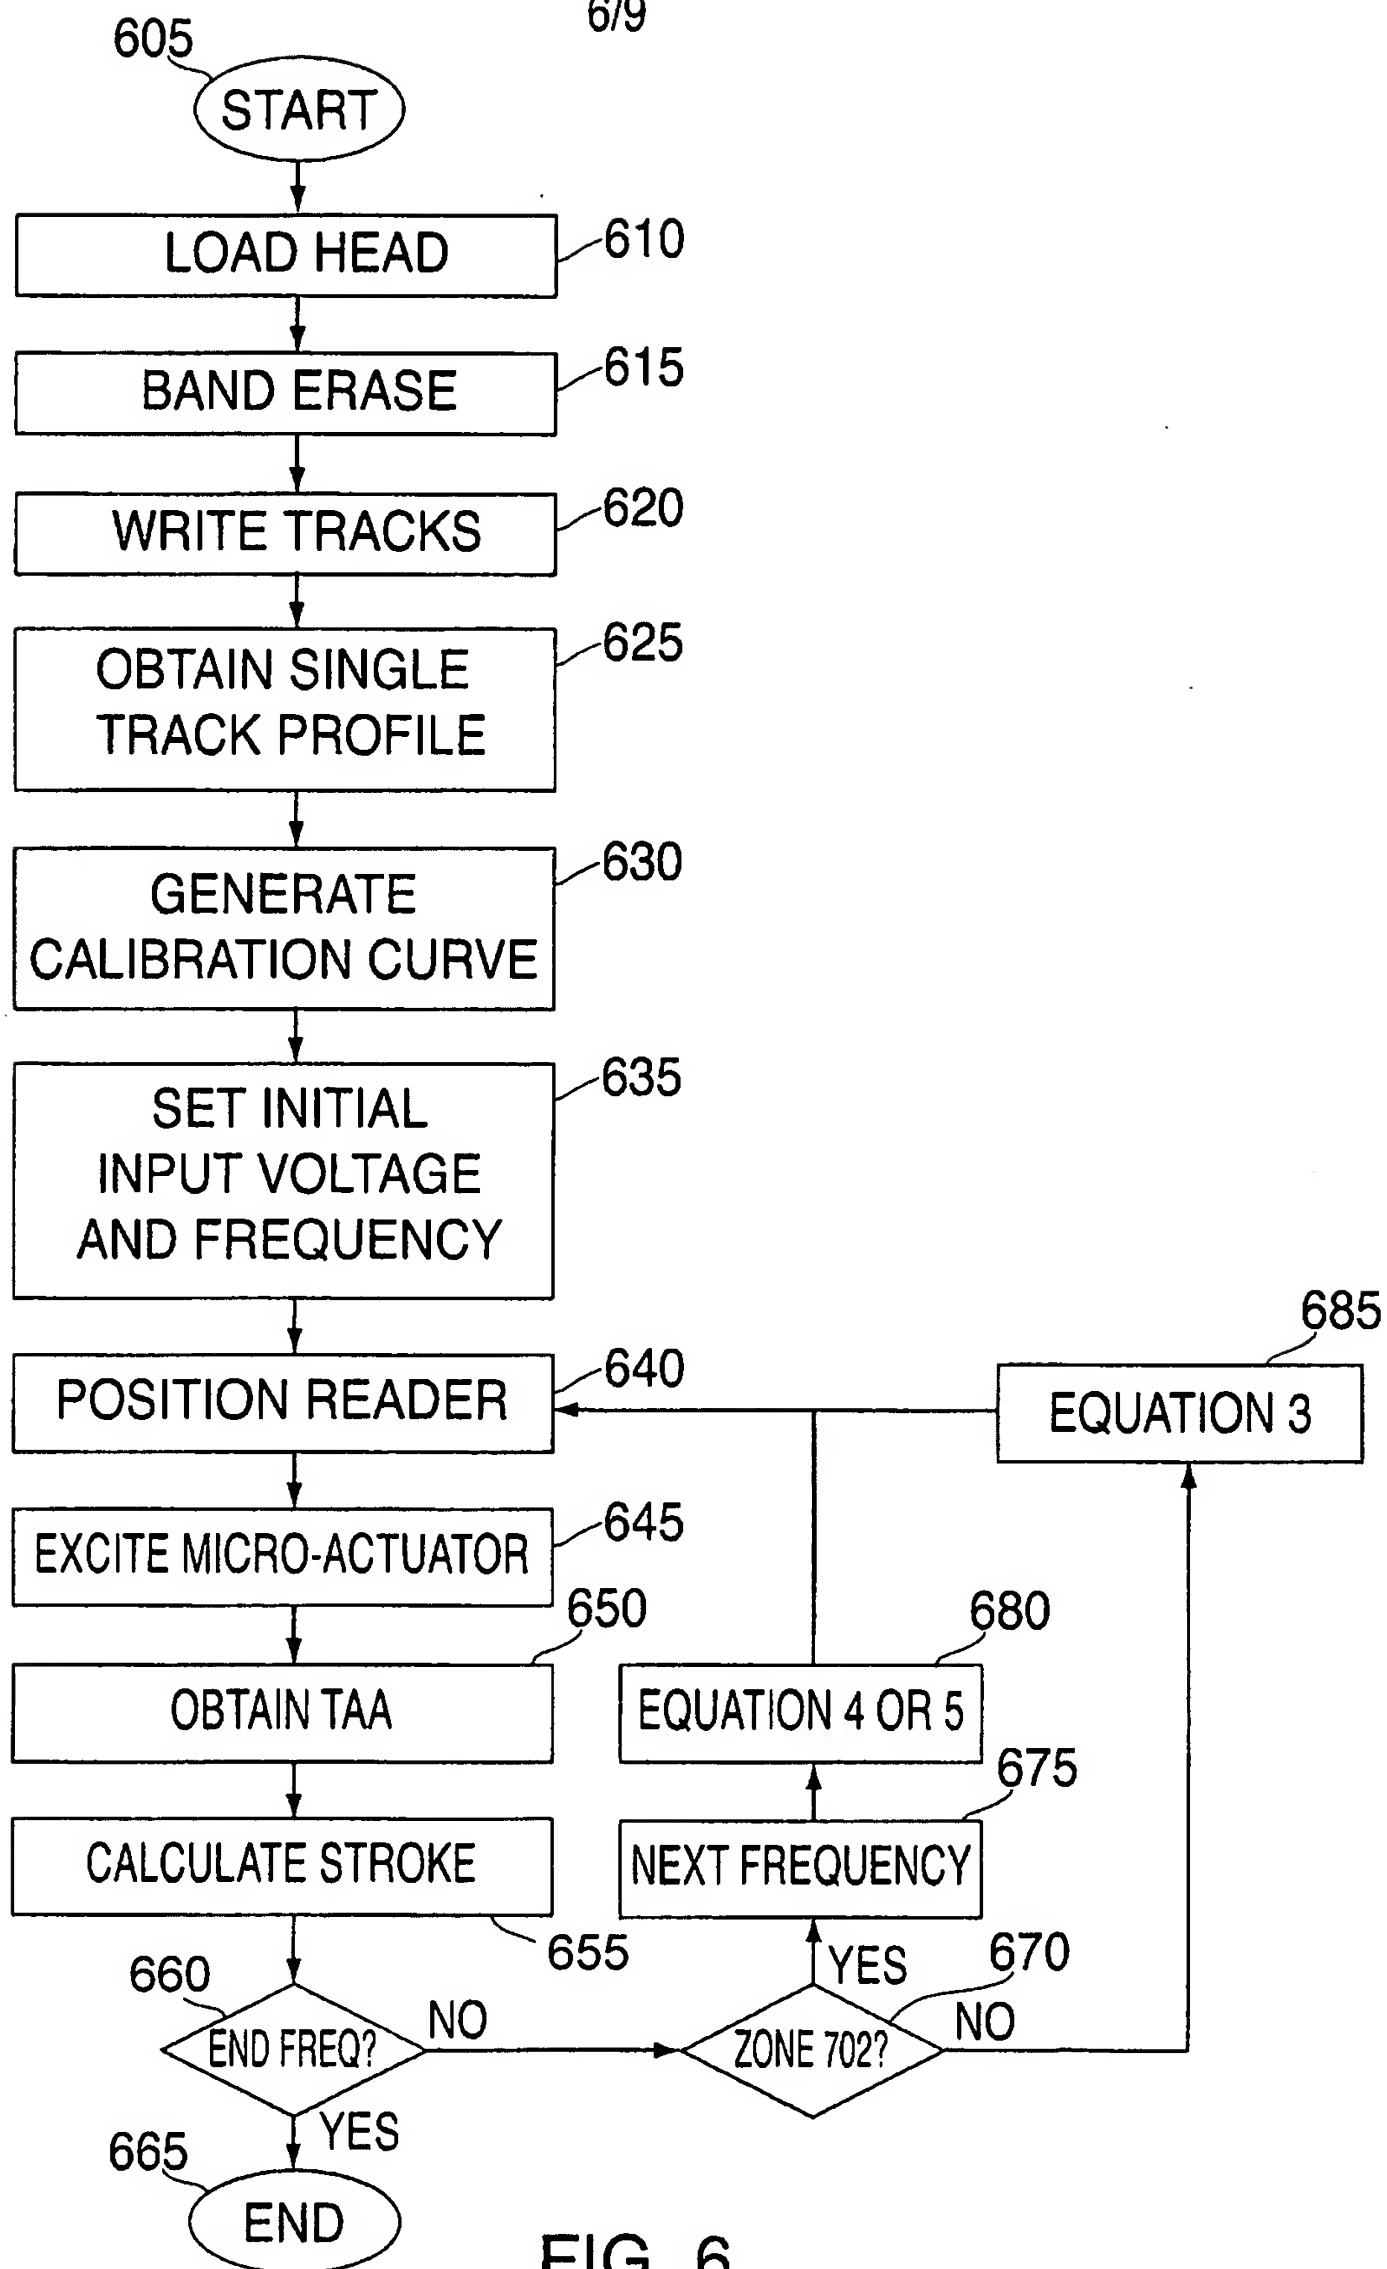 6/9
605
START
LOAD HEAD
610
BAND ERASE
615
WRITE TRACKS
620
OBTAIN SINGLE
TRACK PROFILE
625
GENERATE
CALIBRATION CURVE
630
SET INITIAL
INPUT VOLTAGE
AND FREQUENCY
635
POSITION READER
640
EQUATION 3
685
EXCITE MICRO-ACTUATOR
645
OBTAIN TAA
650
EQUATION 4 OR 5
680
CALCULATE STROKE
655
NEXT FREQUENCY
675
660
END FREQ?
NO
YES
ZONE 702?
670
YES
NO
665
END
FIG. 6